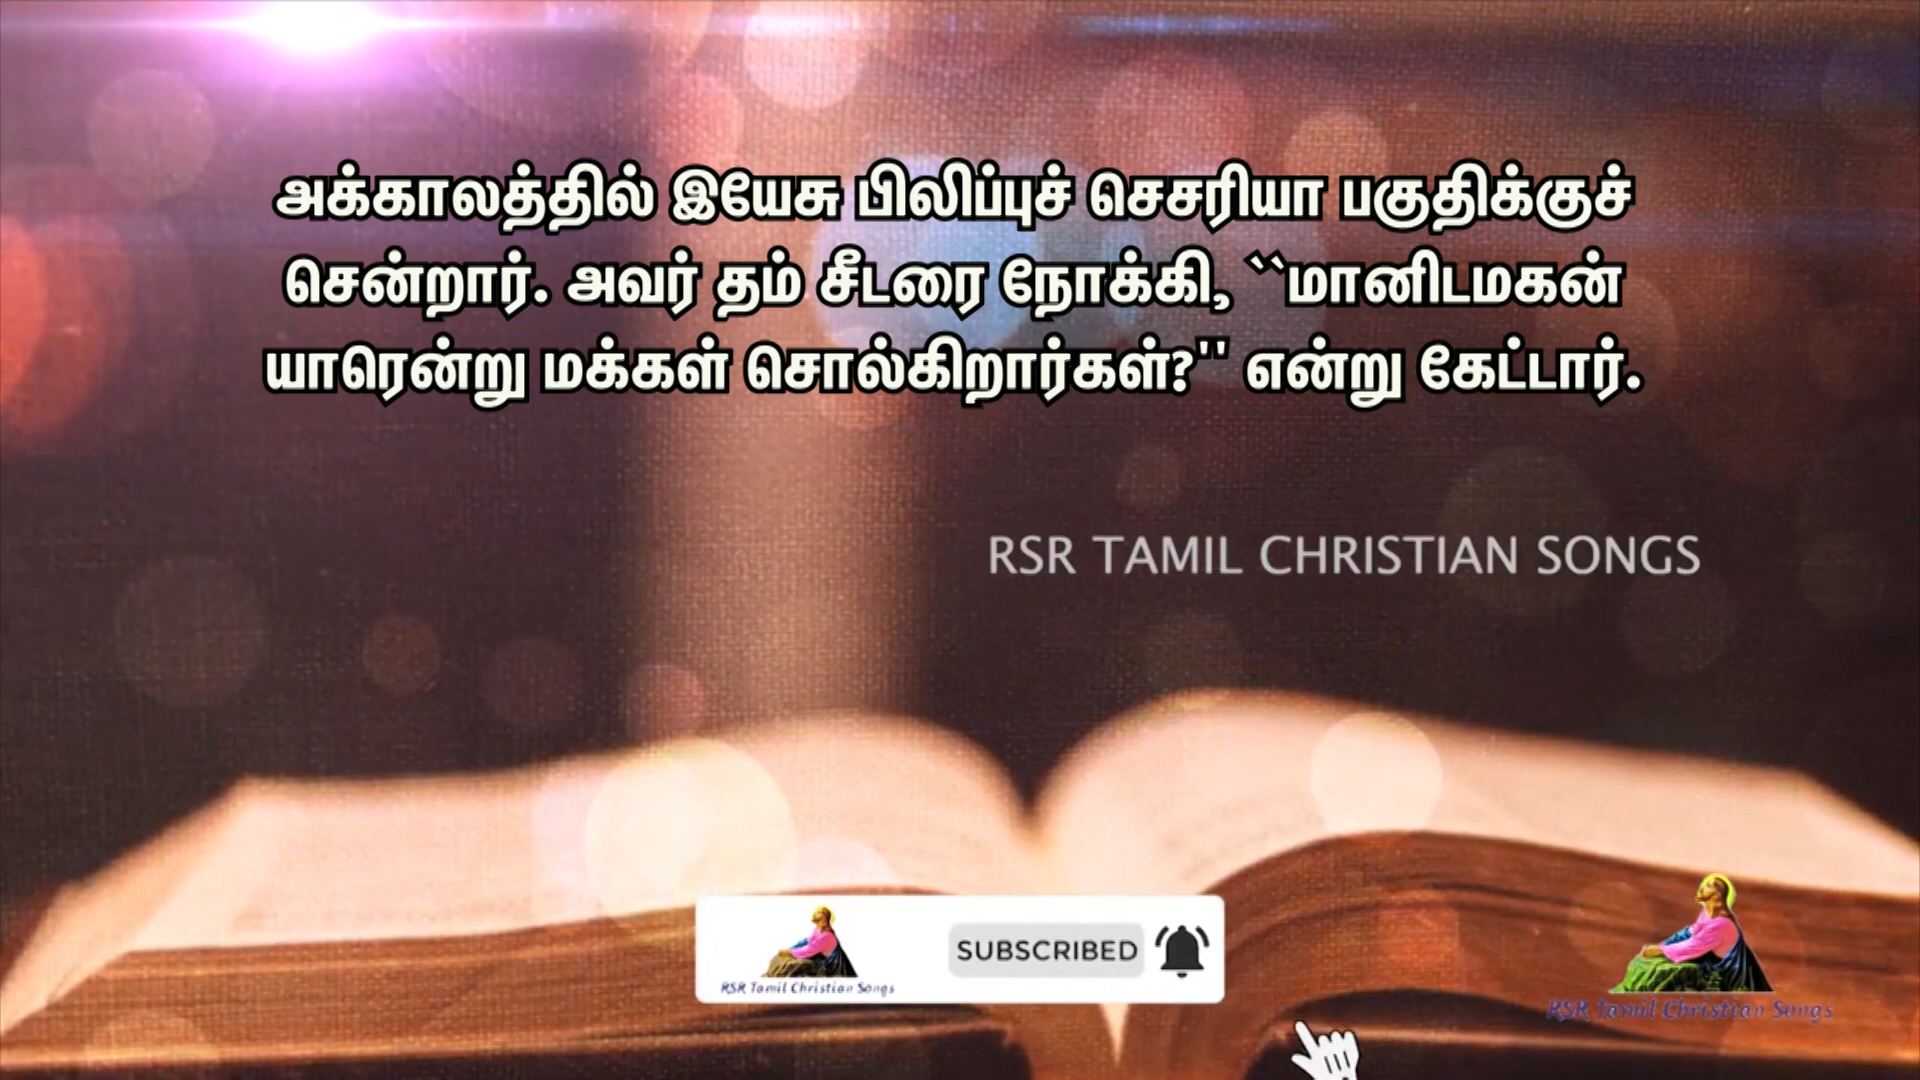 அக்காலத்தில் இயேசு பிலிப்புச் செசரியா பகுதிக்குச்
சென்றார். அவர் தம் சீடரை நோக்கி, ``மானிடமகன்
யாரென்று மக்கள் சொல்கிறார்கள்?'' என்று கேட்டார்.
RSR TAMIL CHRISTIAN SONGS
SUBSCRIBED
RSR Tamil Christian Songs
RSR Tamil Christian Songs